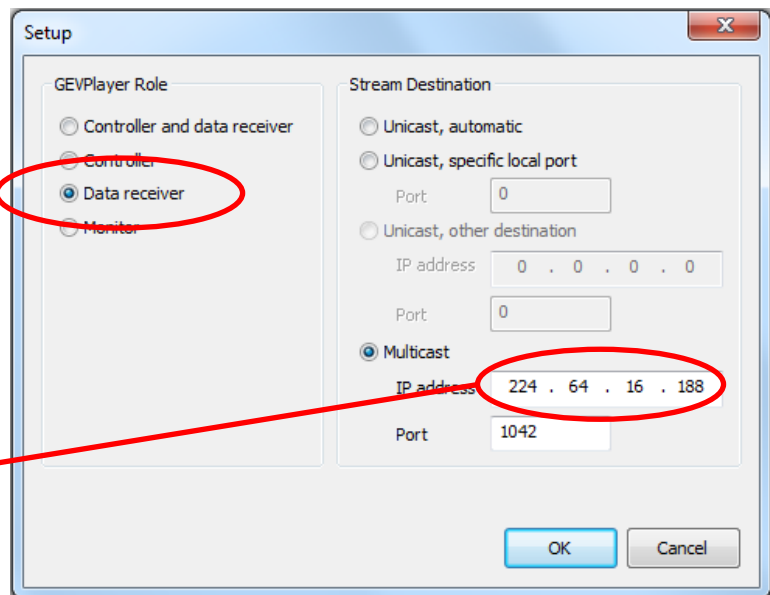 Setup
GEVPlayer Role
Controller and data receiver
Controller
Data receiver
Monitor
Stream Destination
Unicast, automatic
Unicast, specific local port
Port 0
Unicast, other destination
IP address 0 . 0 . 0 . 0
Port 0
Multicast
IP address 224 . 64 . 16 . 188
Port 1042
OK Cancel